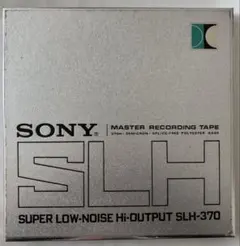 SONY®
MASTER RECORDING TAPE
SLH
SUPER LOW-NOISE Hi-OUTPUT SLH-370